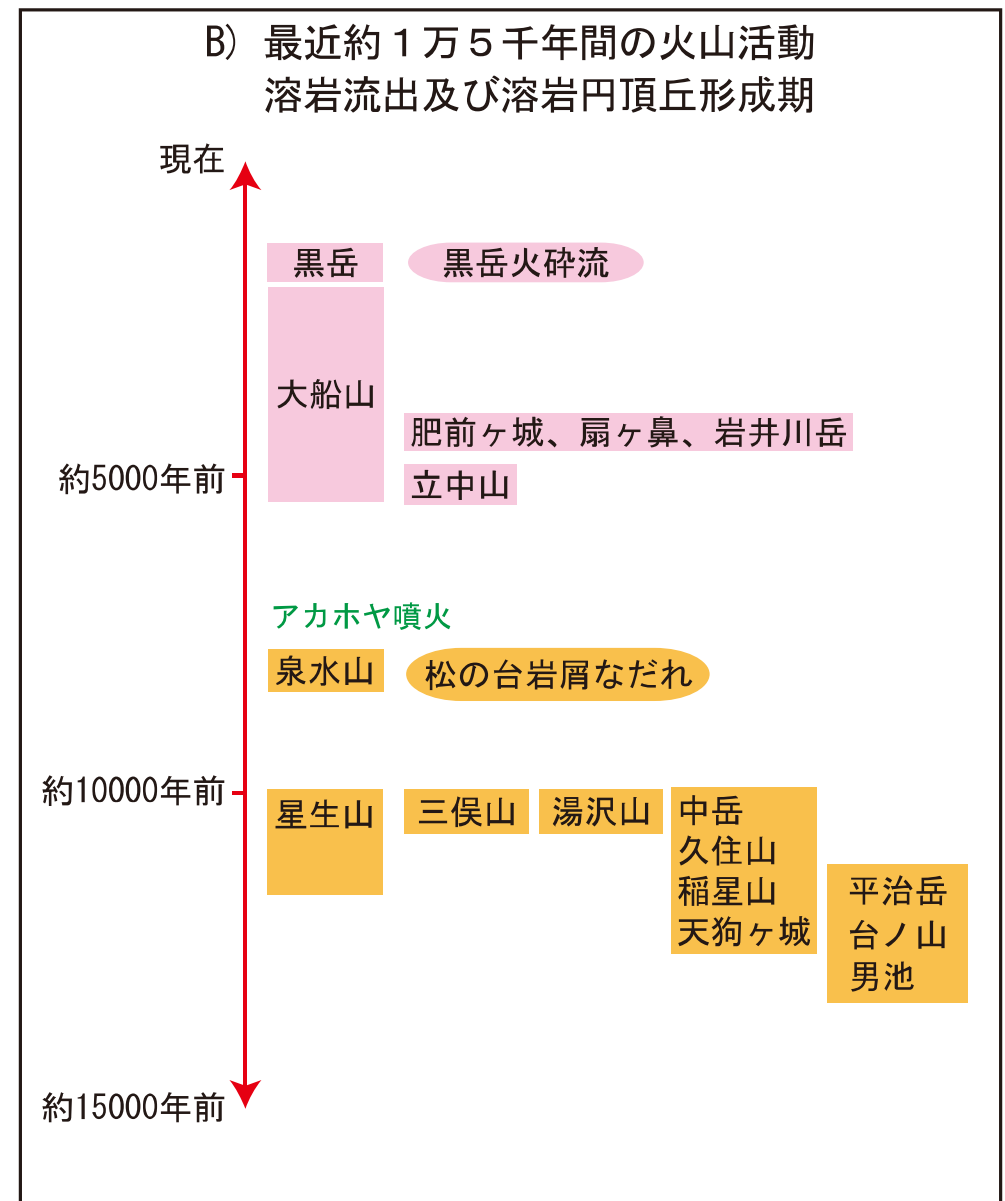 B) 最近約１万５千年間の火山活動
溶岩流出及び溶岩円頂丘形成期
現在
黒岳
黒岳火砕流
大船山
肥前ヶ城、扇ヶ鼻、岩井川岳
約5000年前
立中山
アカホヤ噴火
泉水山
松の台岩屑なだれ
約10000年前
星生山
三俣山
湯沢山
中岳
久住山
稲星山
天狗ヶ城
平治岳
台ノ山
男池
約15000年前